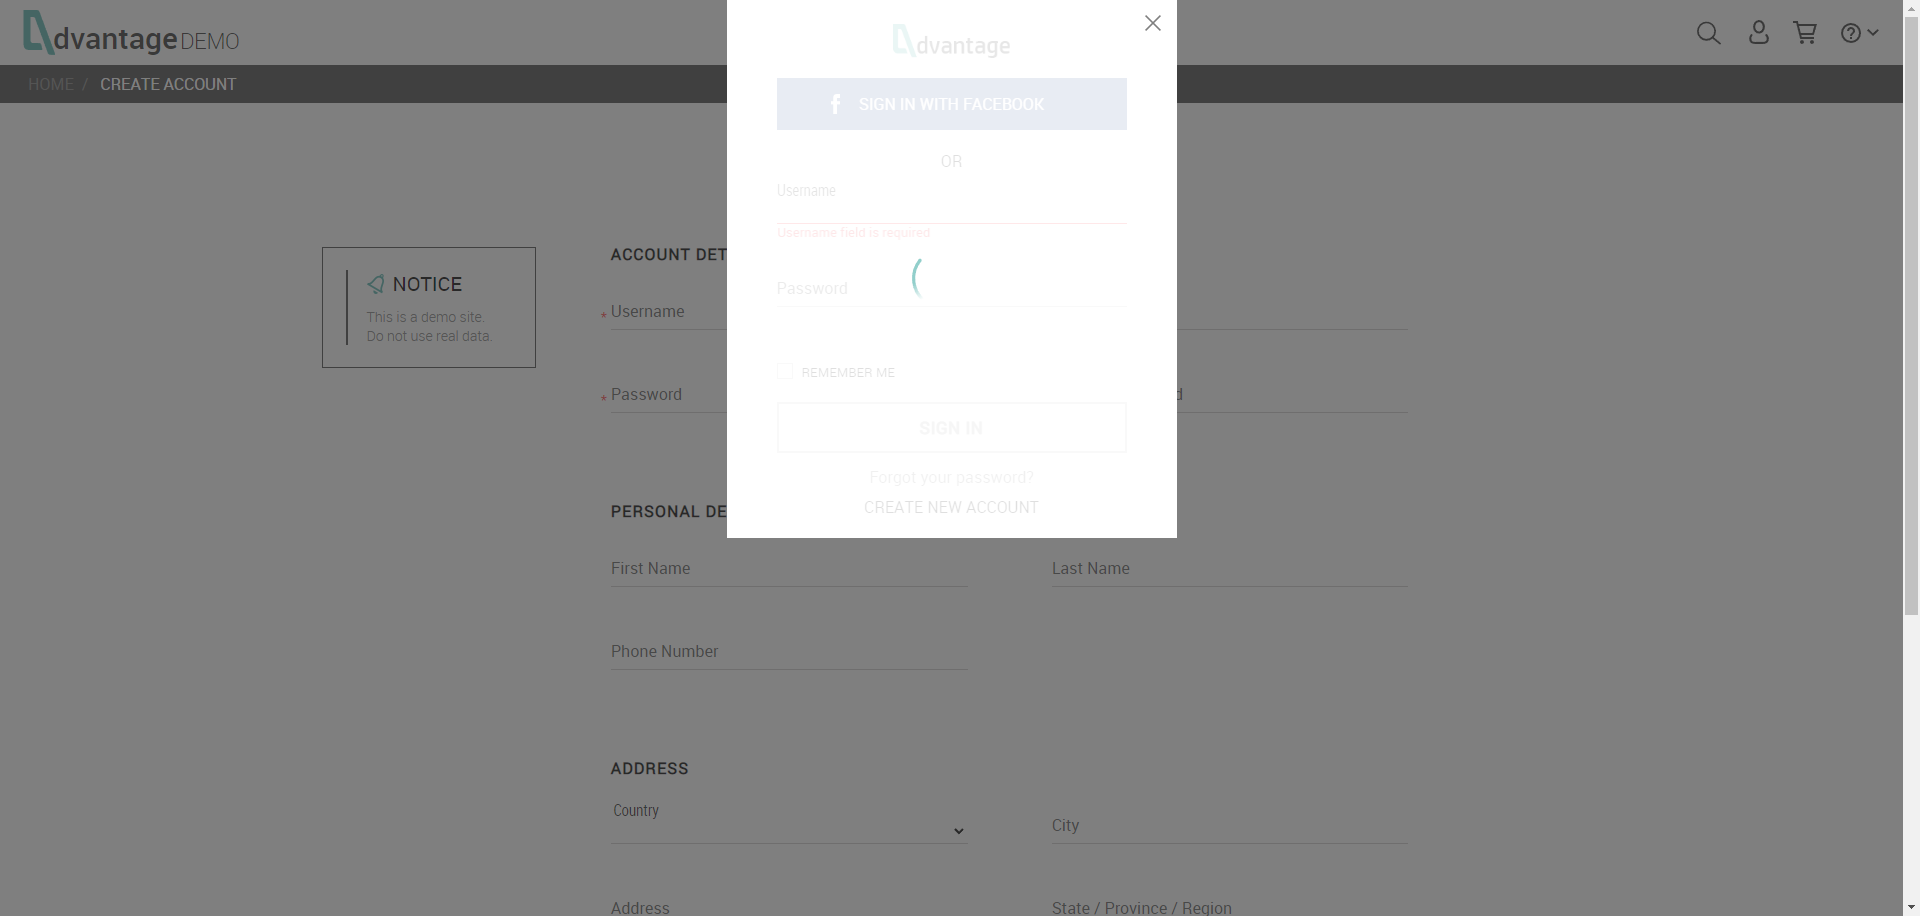 dvantage DEMO
HOME / CREATE ACCOUNT
dvantage
SIGN IN WITH FACEBOOK
OR
Username
Username field is required
Password
REMEMBER ME
SIGN IN
Forgot your password?
CREATE NEW ACCOUNT
NOTICE
This is a demo site.
Do not use real data.
ACCOUNT DET
* Username
* Password
d
PERSONAL DE
First Name
Last Name
Phone Number
ADDRESS
Country
City
Address
State / Province / Region